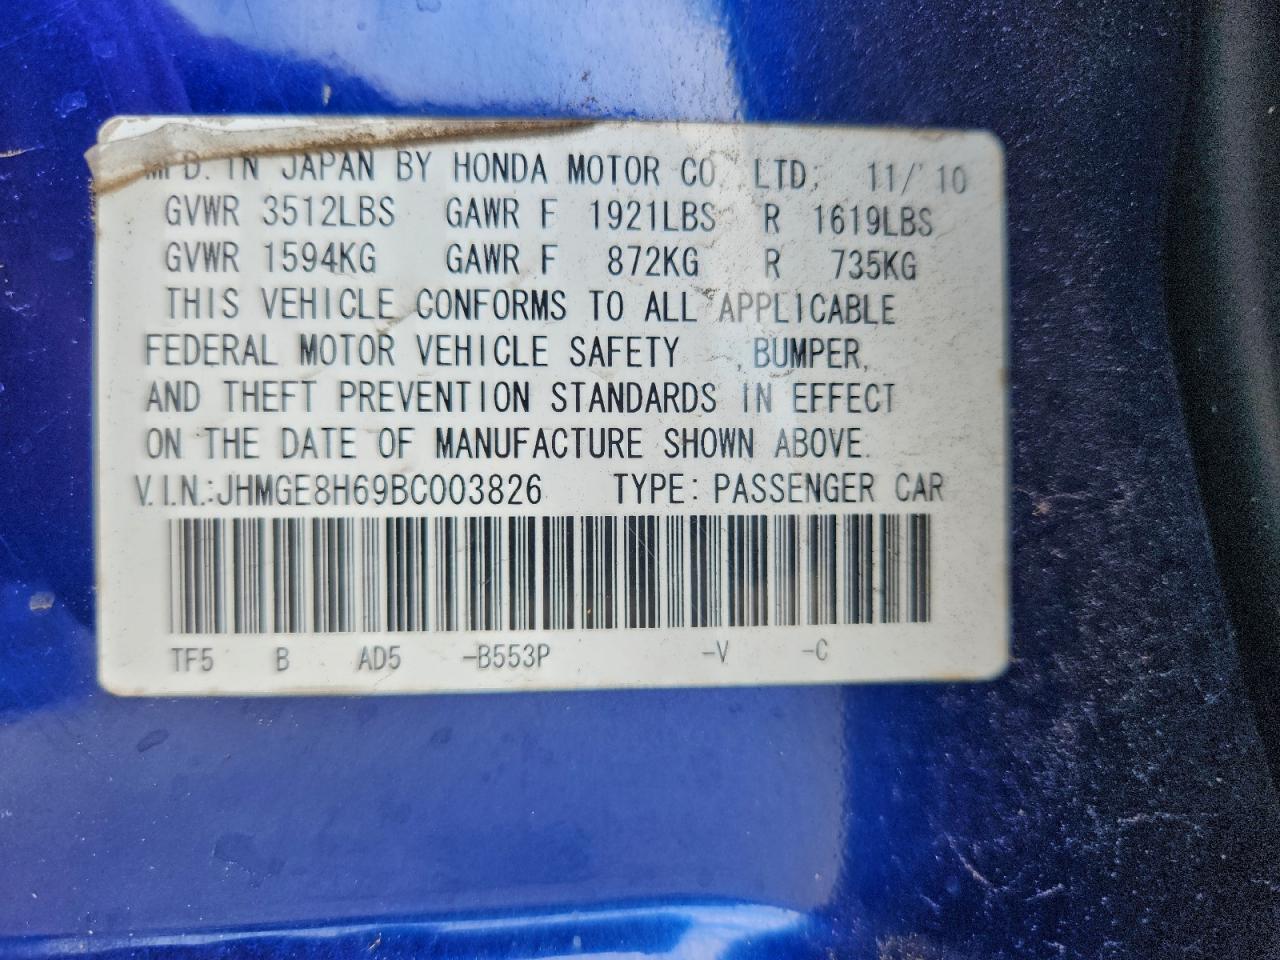 MFD. IN JAPAN BY HONDA MOTOR CO LTD; 11/'10
GVWR 3512LBS GAWR F 1921LBS R 1619LBS
GVWR 1594KG GAWR F 872KG R 735KG
THIS VEHICLE CONFORMS TO ALL APPLICABLE
FEDERAL MOTOR VEHICLE SAFETY , BUMPER,
AND THEFT PREVENTION STANDARDS IN EFFECT
ON THE DATE OF MANUFACTURE SHOWN ABOVE.
V.I.N.:JHMGE8H69BC003826 TYPE: PASSENGER CAR
TF5 B AD5 -B553P -V -C